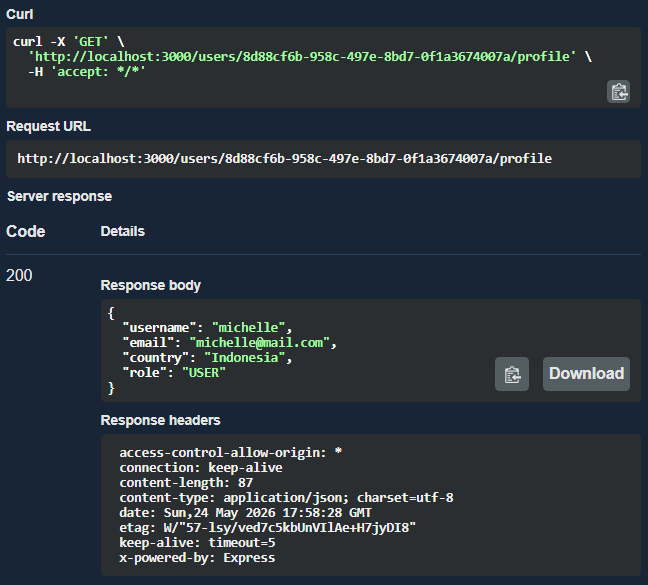 Curl
curl -X 'GET' \
'http://localhost:3000/users/8d88cf6b-958c-497e-8bd7-0f1a3674007a/profile' \
-H 'accept: */*'
Request URL
http://localhost:3000/users/8d88cf6b-958c-497e-8bd7-0f1a3674007a/profile
Server response
Code Details
200
Response body
{
"username": "michelle",
"email": "michelle@mail.com",
"country": "Indonesia",
"role": "USER"
}
Download
Response headers
access-control-allow-origin: *
connection: keep-alive
content-length: 87
content-type: application/json; charset=utf-8
date: Sun,24 May 2026 17:58:28 GMT
etag: W/"57-lsy/ved7c5kbUnVIlAe+H7jyDI8"
keep-alive: timeout=5
x-powered-by: Express